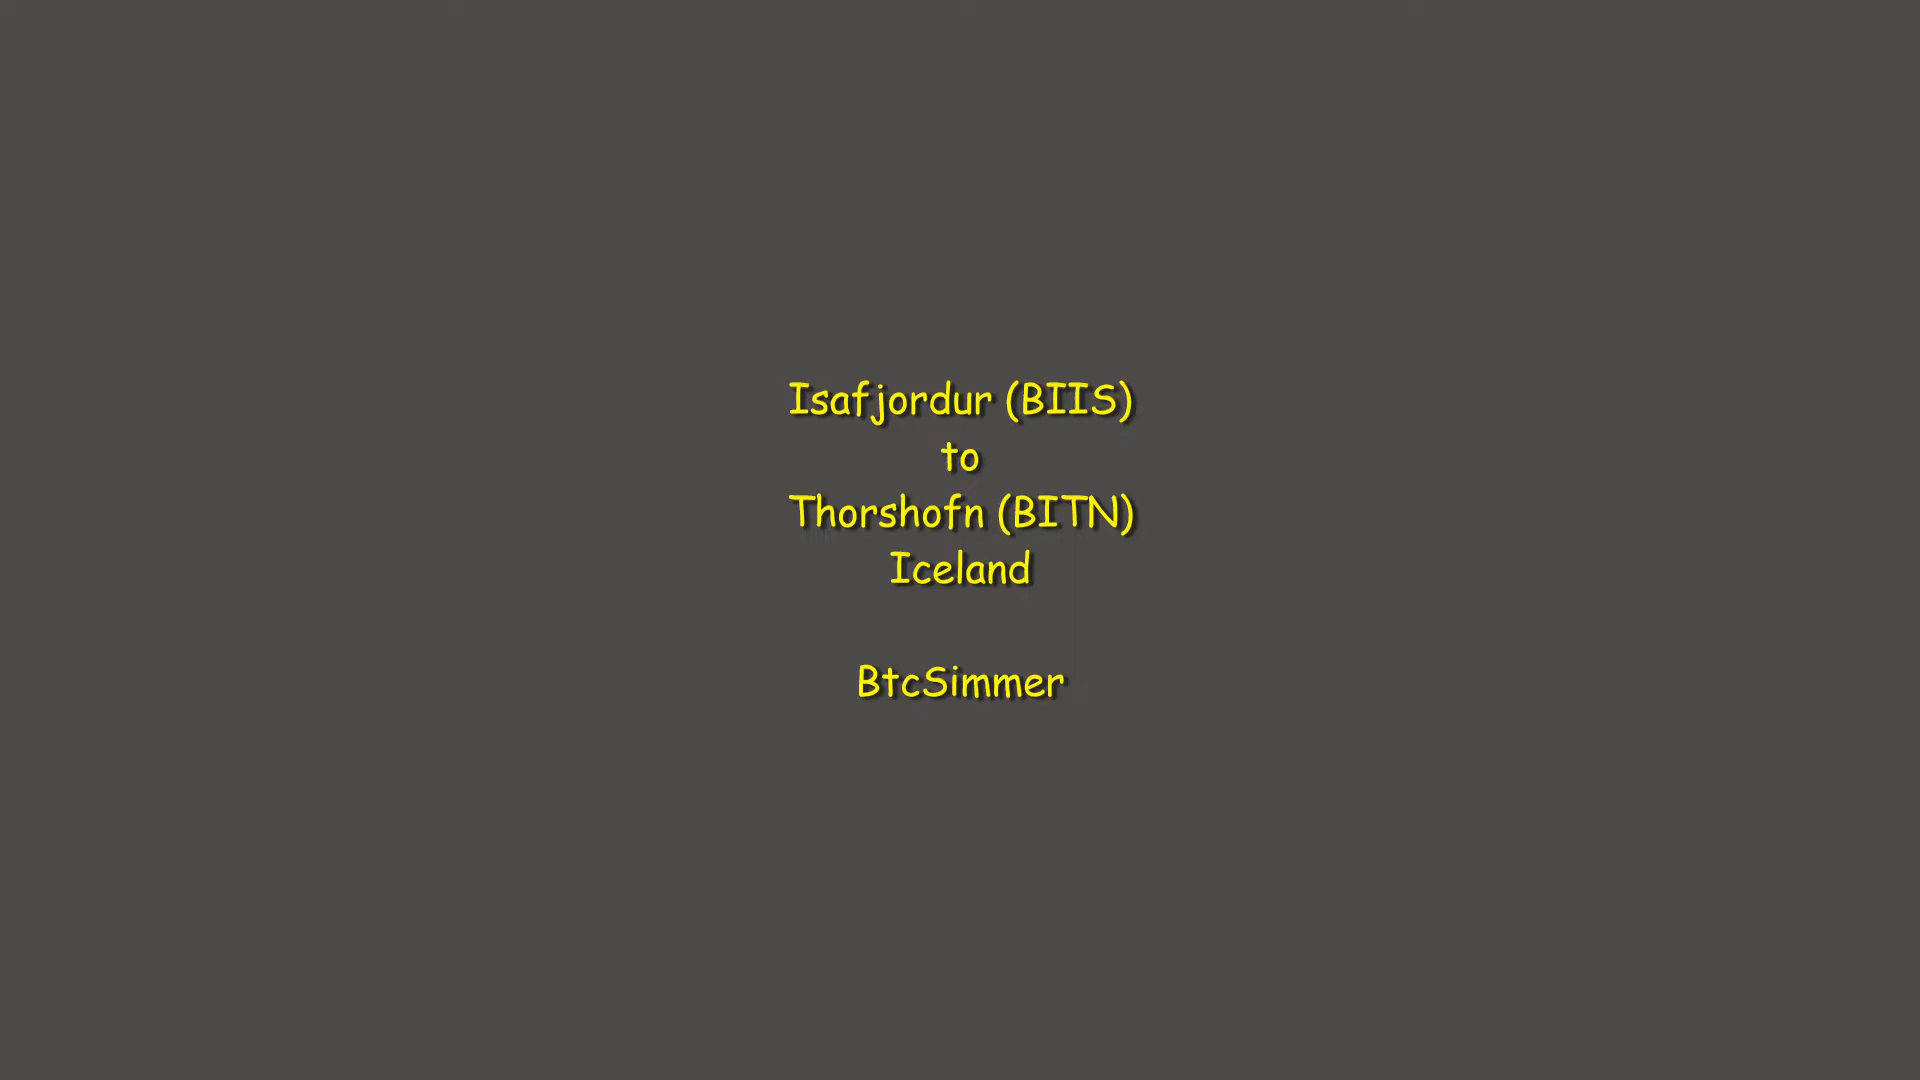 Isafjordur (BIIS)
to
Thorshofn (BITN)
Iceland
BtcSimmer